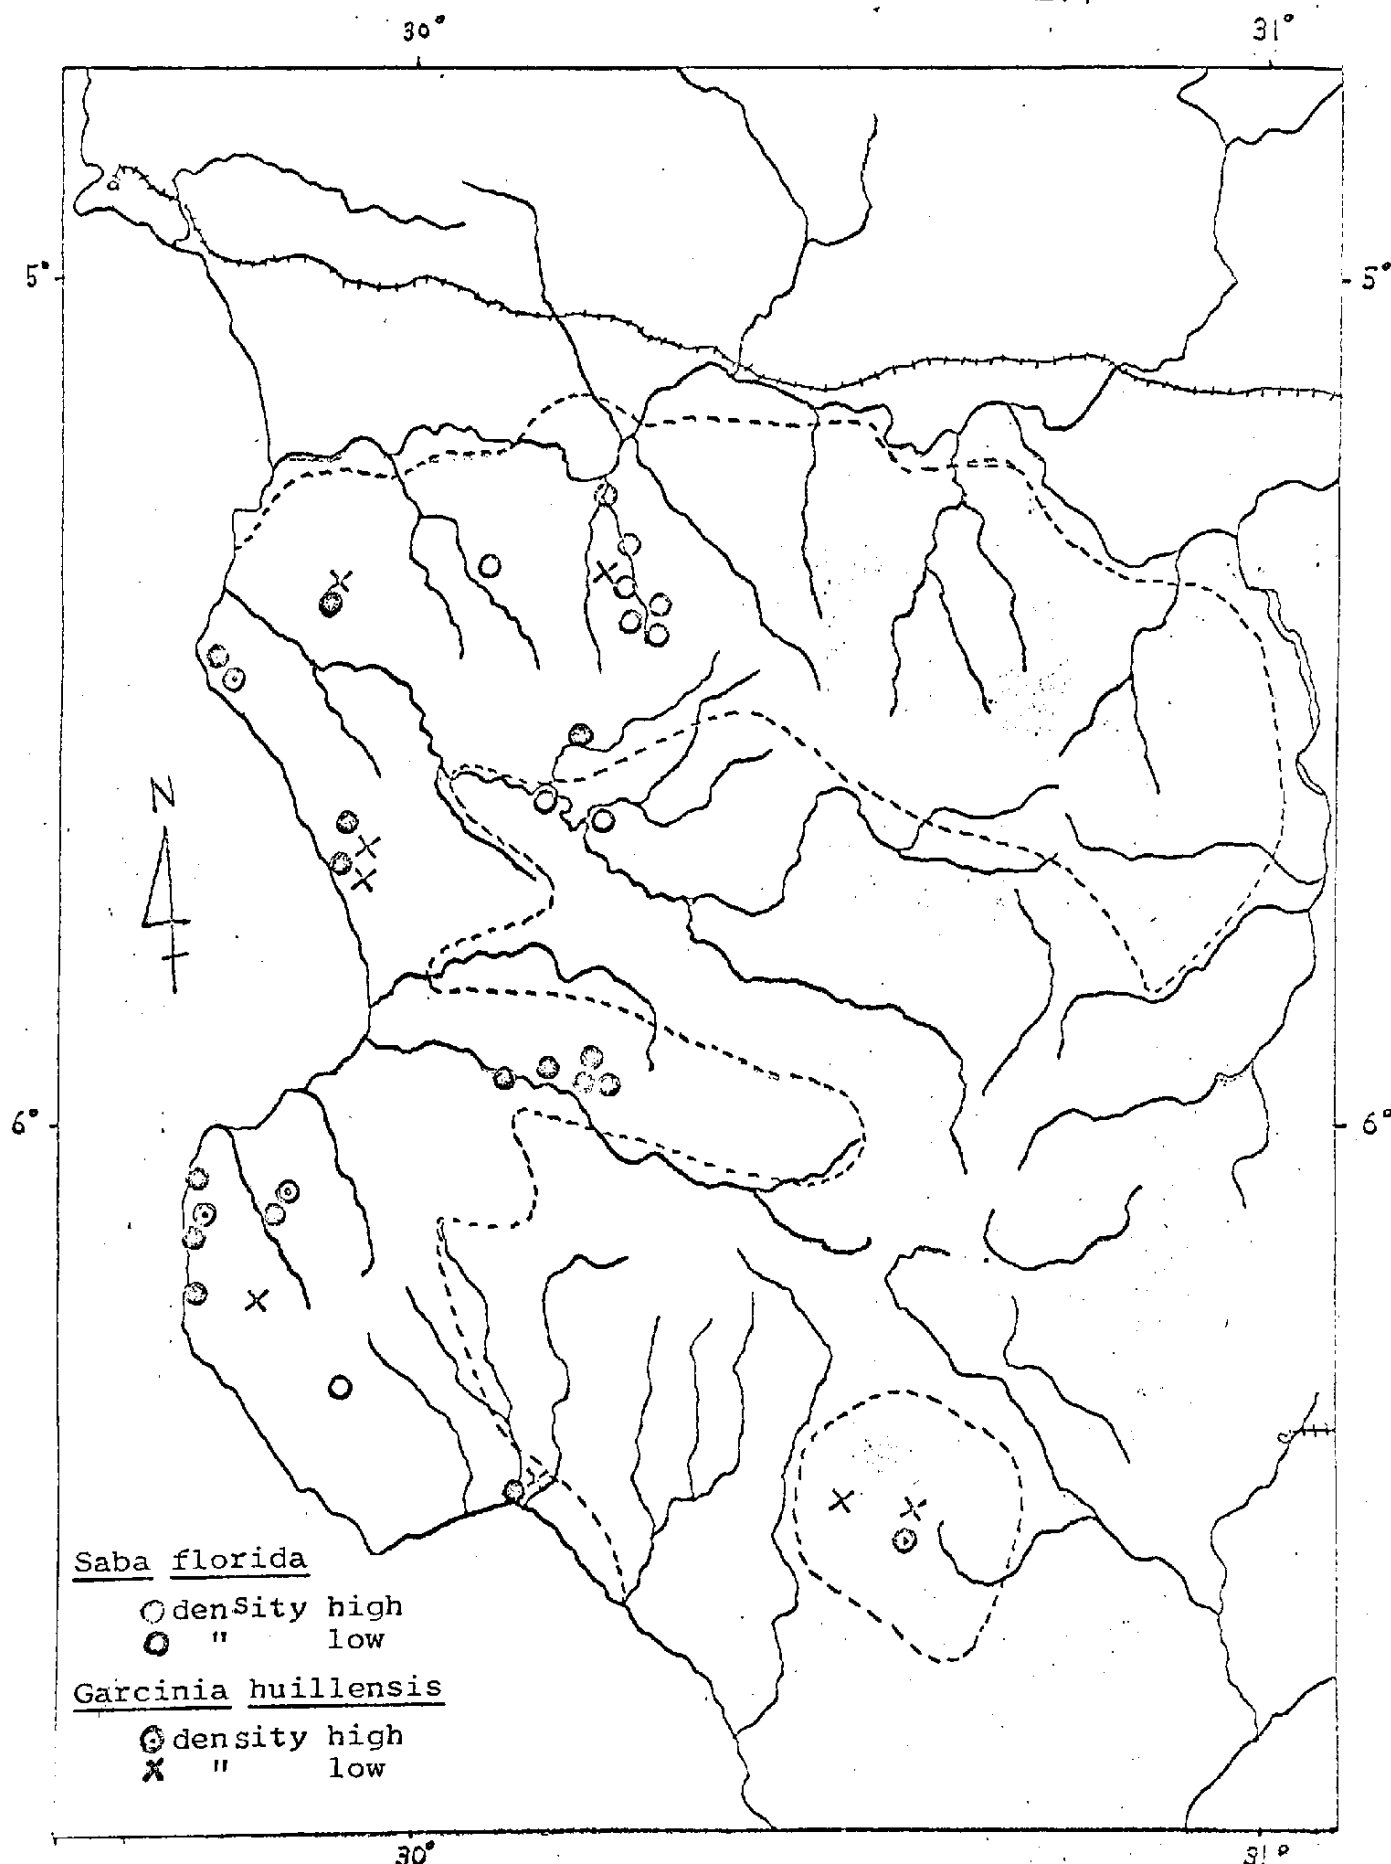 30° 31°
5° 5°
N
6° 6°
Saba florida
density high
" low
Garcinia huillensis
density high
X " low
30° 31°